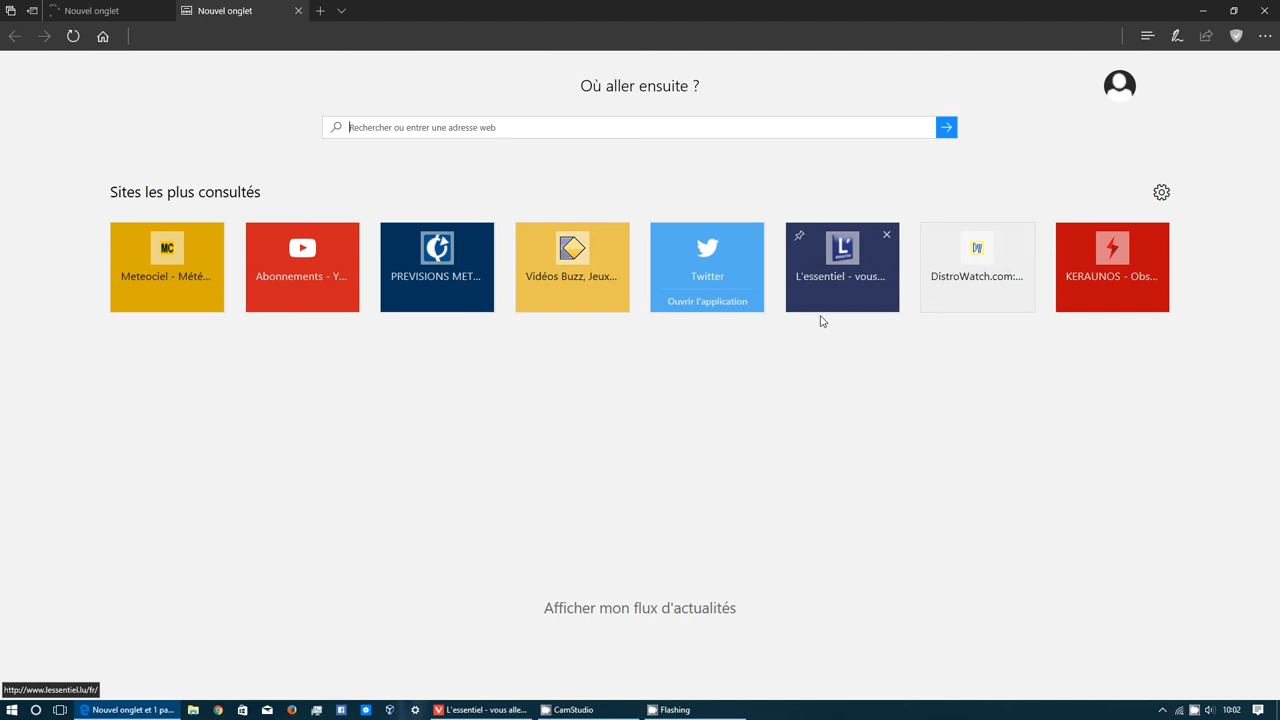 Nouvel onglet
Nouvel onglet
Où aller ensuite ?
Rechercher ou entrer une adresse web
Sites les plus consultés
MC
Meteociel - Mété...
Abonnements - Y...
PREVISIONS MET...
Vidéos Buzz, Jeux...
Twitter
Ouvrir l'application
L'
L'essentiel - vous...
DW
DistroWatch.com:...
KERAUNOS - Obs...
Afficher mon flux d'actualités
http://www.lessentiel.lu/fr/
Nouvel onglet et 1 pa...
L'essentiel - vous alle...
CamStudio
Flashing
10:02